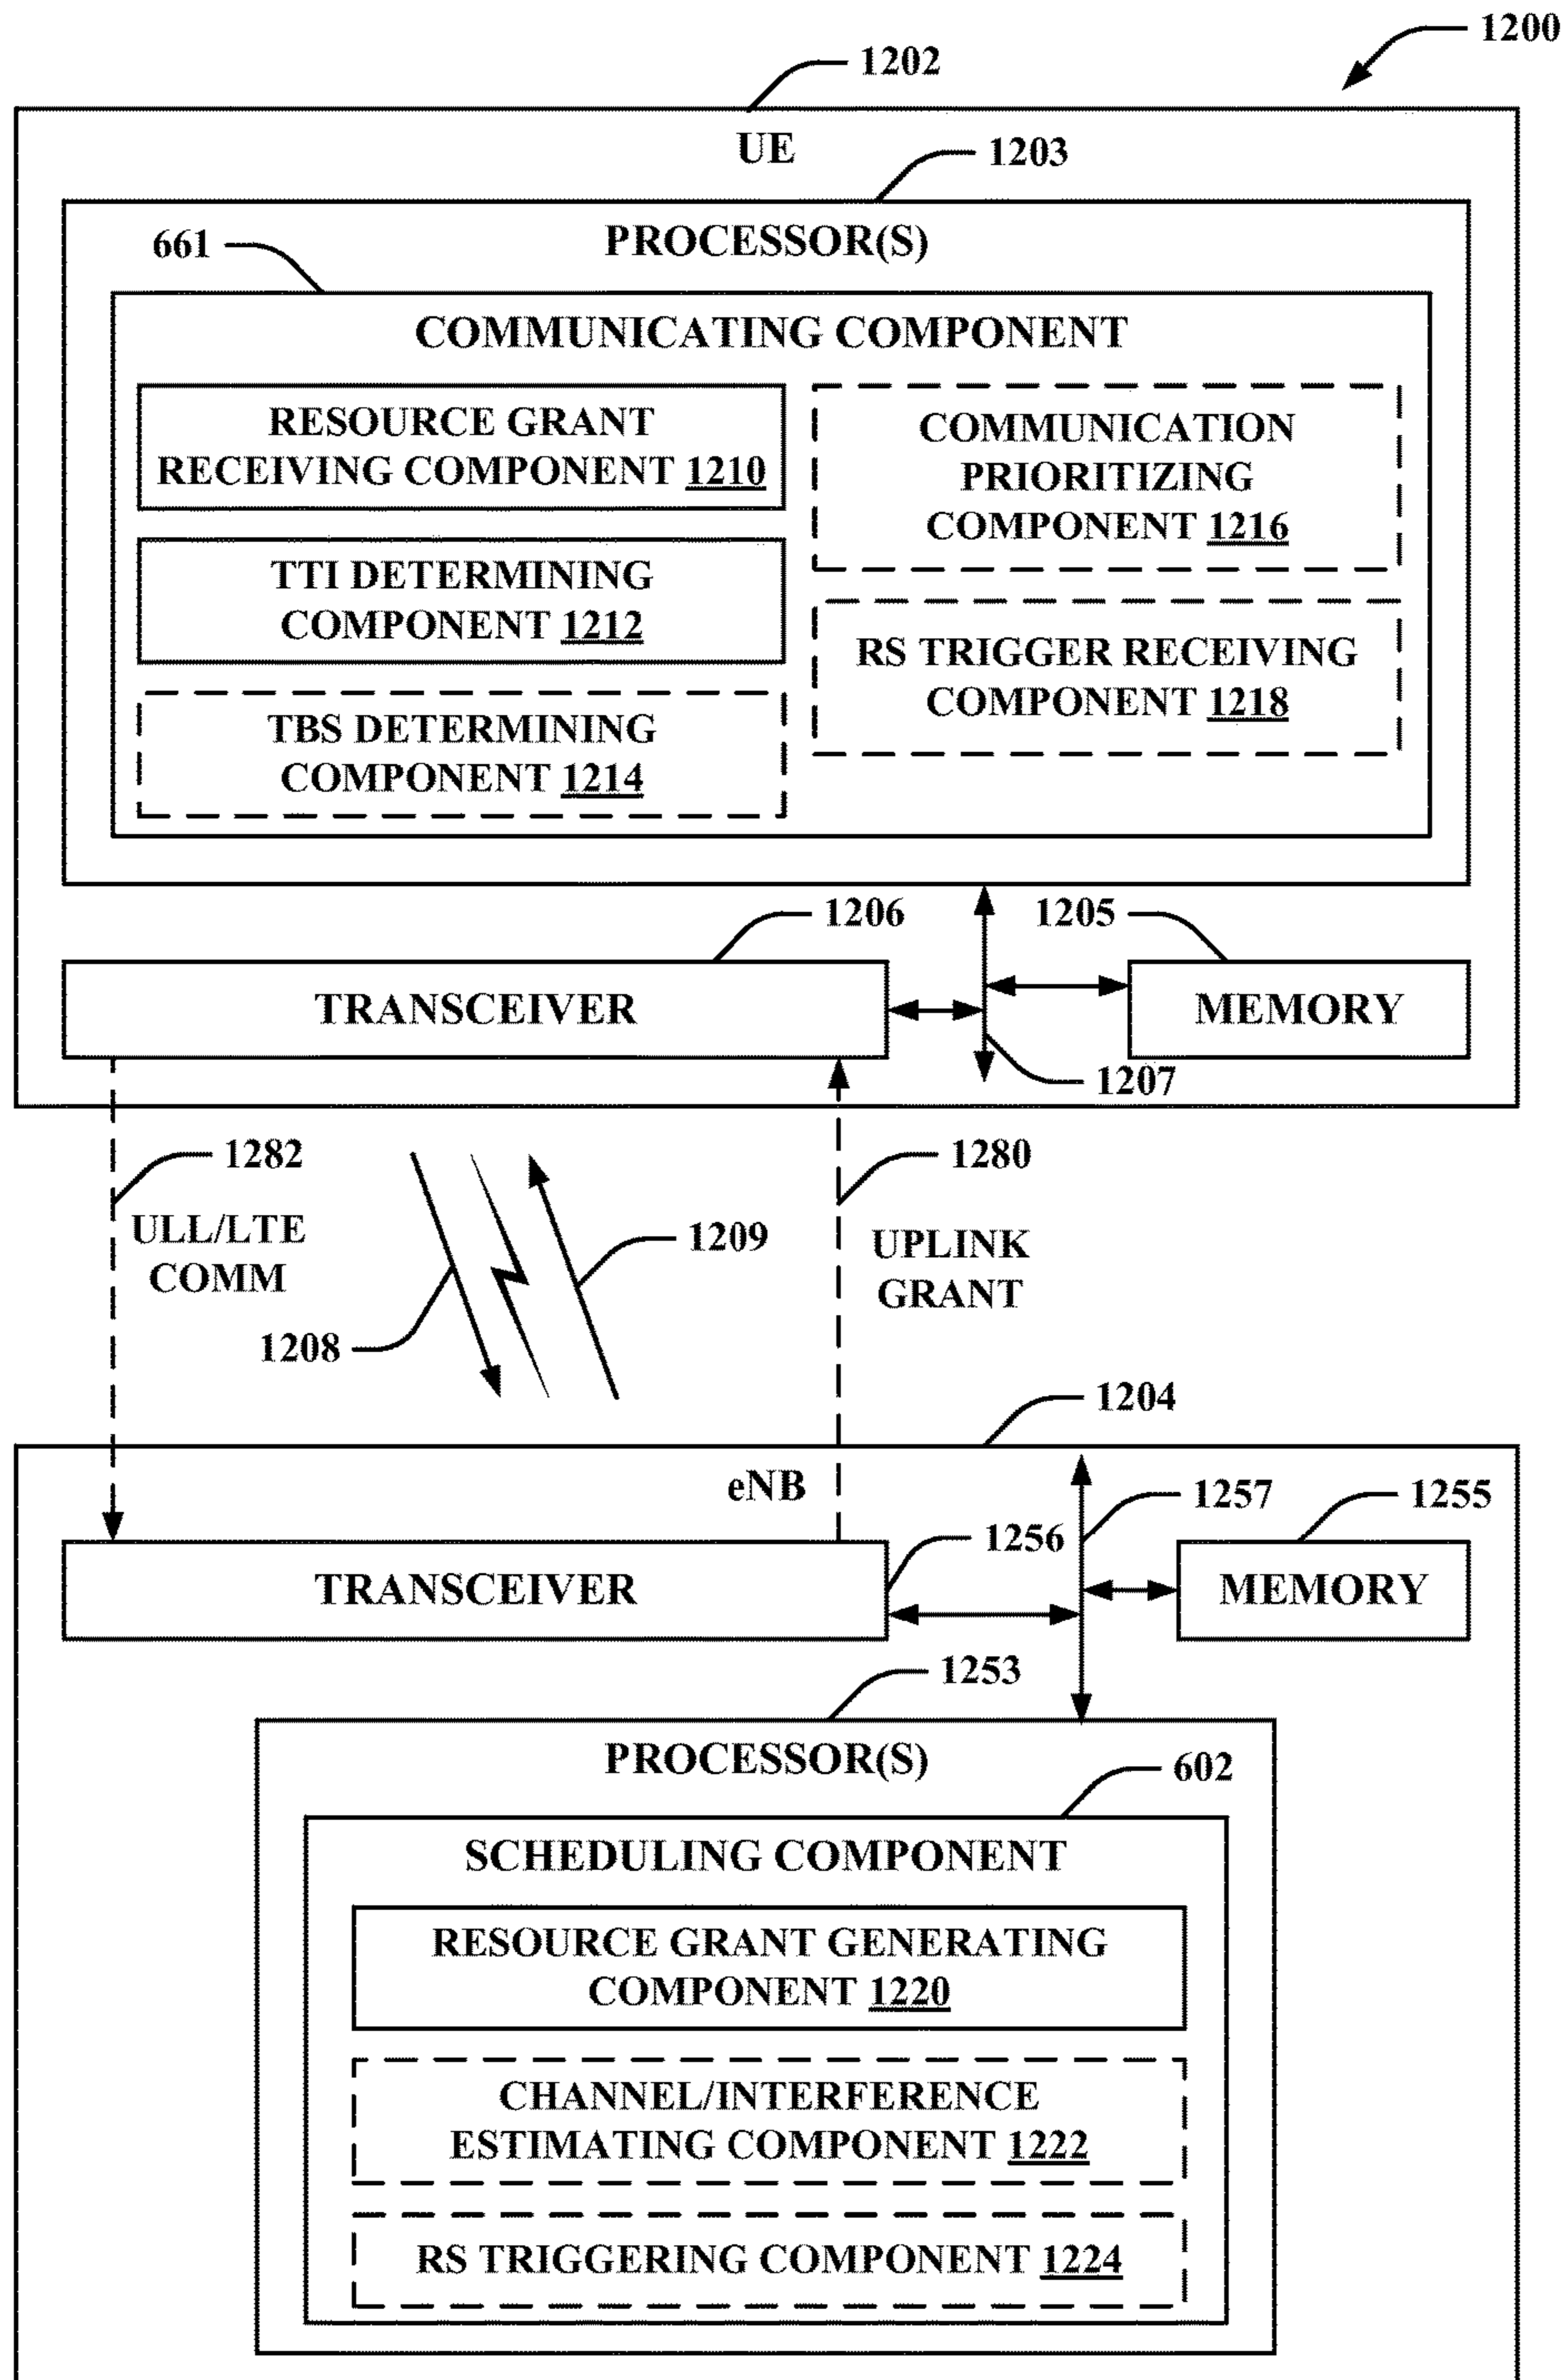 1200
1202
UE
1203
PROCESSOR(S)
661
COMMUNICATING COMPONENT
RESOURCE GRANT
RECEIVING COMPONENT 1210
TTI DETERMINING
COMPONENT 1212
TBS DETERMINING
COMPONENT 1214
COMMUNICATION
PRIORITIZING
COMPONENT 1216
RS TRIGGER RECEIVING
COMPONENT 1218
1206
1205
TRANSCEIVER
MEMORY
1207
1282
ULL/LTE
COMM
1208
1209
1280
UPLINK
GRANT
1204
eNB
1257
1255
1256
TRANSCEIVER
MEMORY
1253
PROCESSOR(S)
602
SCHEDULING COMPONENT
RESOURCE GRANT GENERATING
COMPONENT 1220
CHANNEL/INTERFERENCE
ESTIMATING COMPONENT 1222
RS TRIGGERING COMPONENT 1224